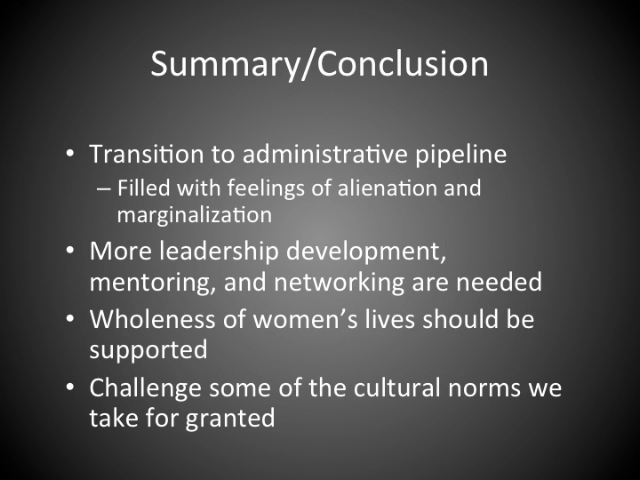 Summary/Conclusion
• Transition to administrative pipeline
– Filled with feelings of alienation and
marginalization
• More leadership development,
mentoring, and networking are needed
• Wholeness of women’s lives should be
supported
• Challenge some of the cultural norms we
take for granted